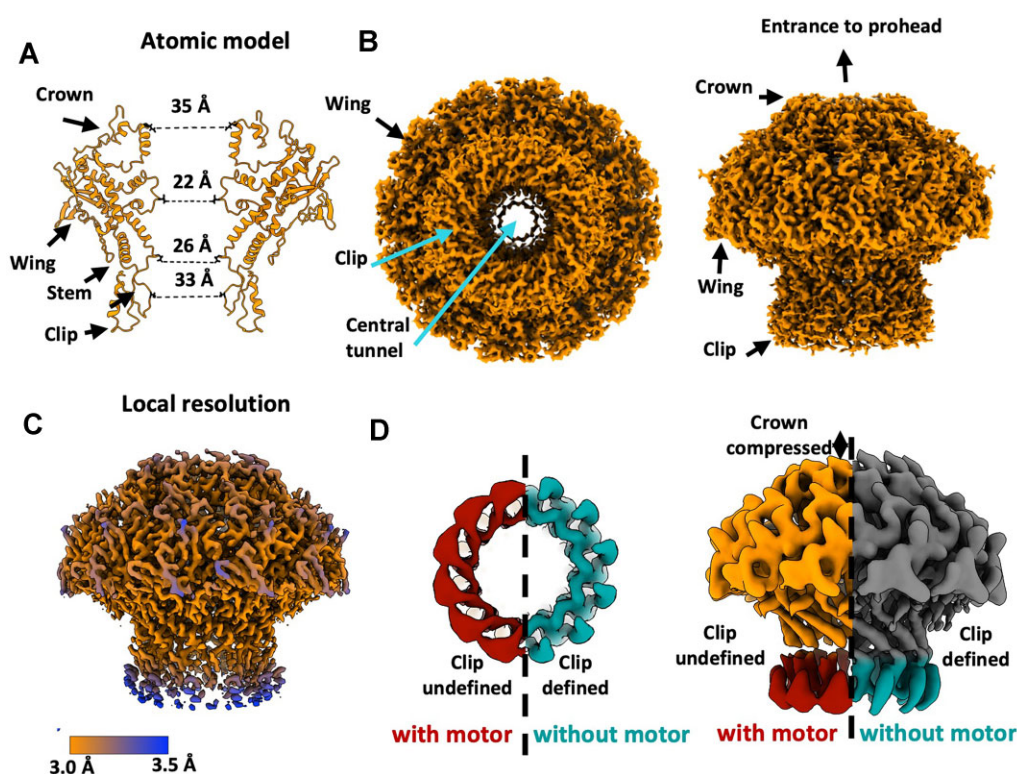 A
Atomic model
Crown
35 Å
22 Å
26 Å
33 Å
Wing
Stem
Clip
B
Wing
Clip
Central
tunnel
Entrance to prohead
Crown
Wing
Clip
C
Local resolution
3.0 Å
3.5 Å
D
Clip
undefined
Clip
defined
with motor
without motor
Crown
compressed
Clip
undefined
Clip
defined
with motor
without motor